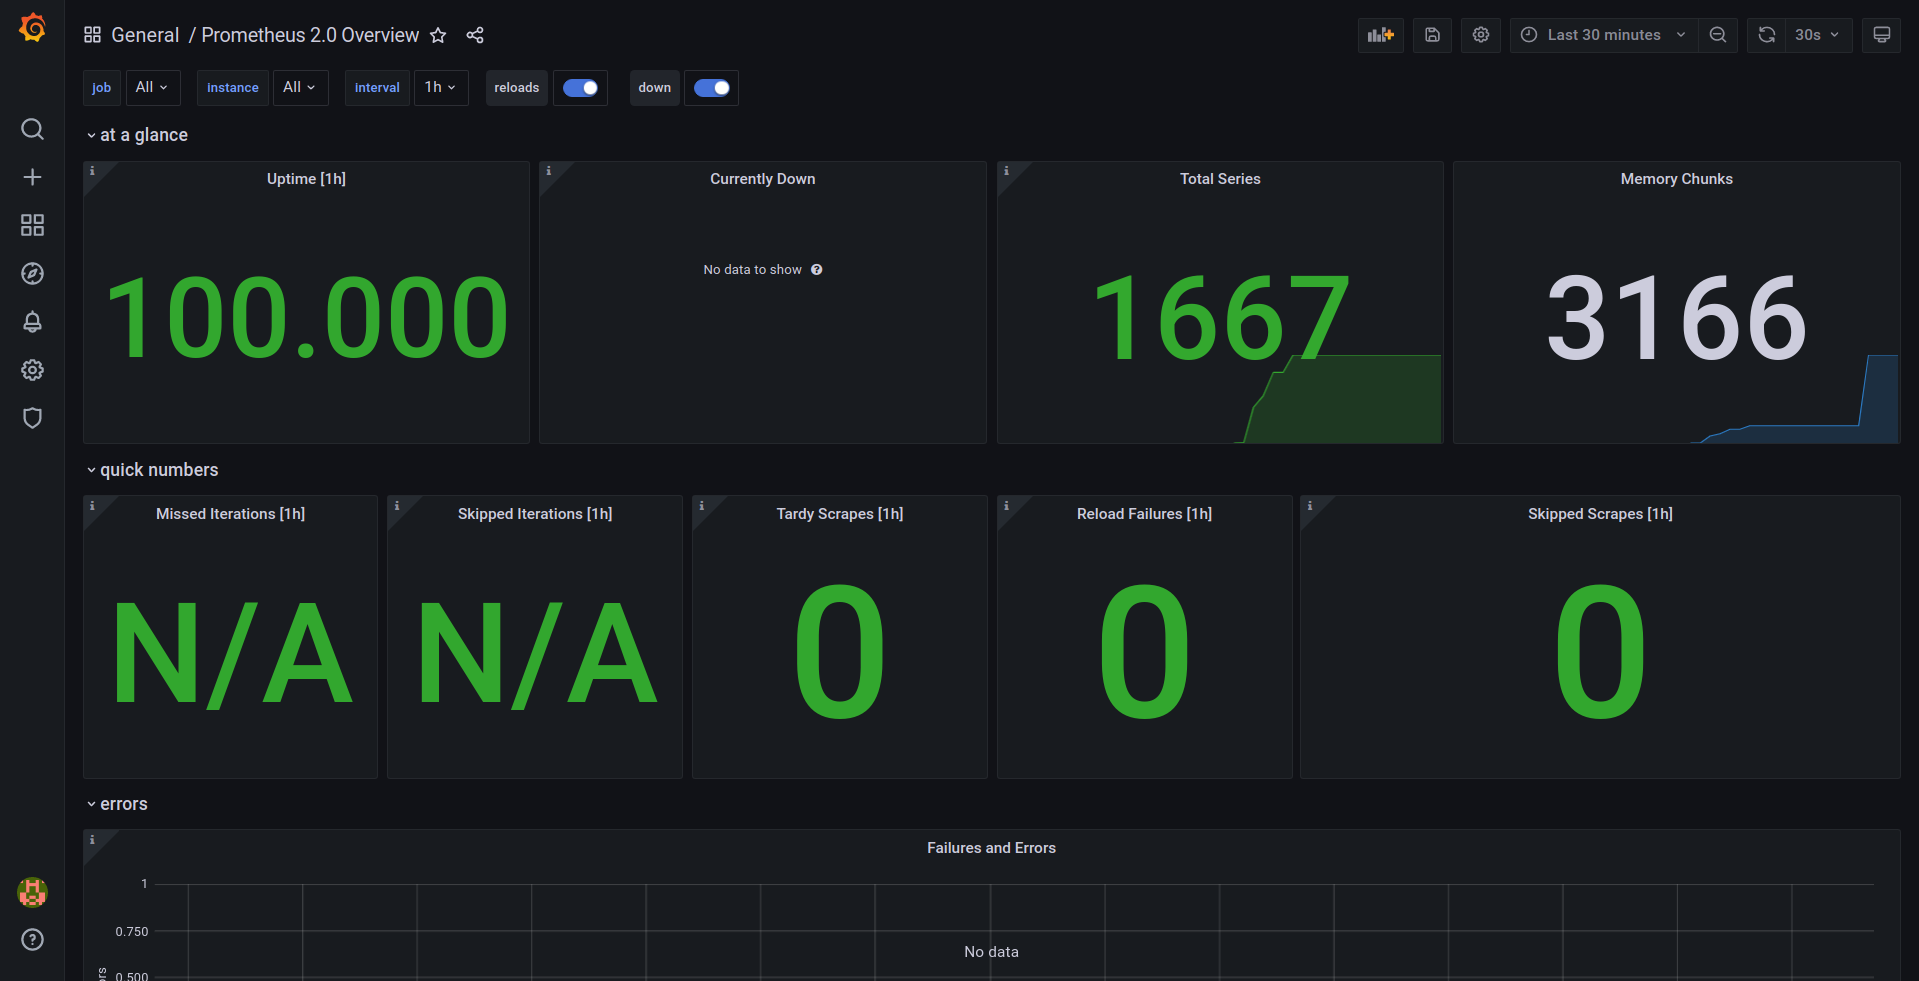 General / Prometheus 2.0 Overview
Last 30 minutes
30s
job All instance All interval 1h reloads down
at a glance
Uptime [1h]
100.000
Currently Down
No data to show
Total Series
1667
Memory Chunks
3166
quick numbers
Missed Iterations [1h]
N/A
Skipped Iterations [1h]
N/A
Tardy Scrapes [1h]
0
Reload Failures [1h]
0
Skipped Scrapes [1h]
0
errors
Failures and Errors
1
0.750
No data
0.500